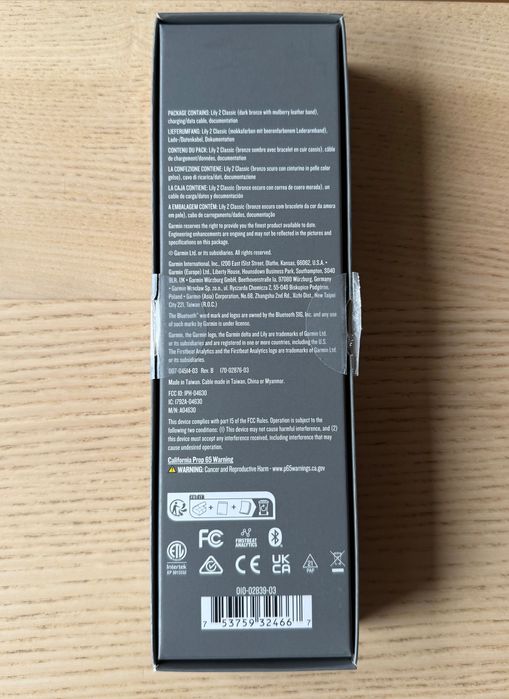 PACKAGE CONTAINS: Lily 2 Classic (dark bronze with mulberry leather band),
charging/data cable, documentation
LIEFERUMFANG: Lily 2 Classic (mokkafarben mit beerenfarbenem Lederarmband),
Lade-/Datenkabel, Dokumentation
CONTENU DU PACK: Lily 2 Classic (bronze sombre avec bracelet en cuir cassis), câble
de chargement/données, documentation
LA CONFEZIONE CONTIENE: Lily 2 Classic (bronzo scuro con cinturino in pelle color
gelso), cavo di ricarica/dati, documentazione
LA CAJA CONTIENE: Lily 2 Classic (bronce oscuro con correa de cuero morada), un
cable de carga/datos y documentación
A EMBALAGEM CONTÉM: Lily 2 Classic (bronze escuro com bracelete da cor da amora
em pele), cabo de carregamento/dados, documentação
Garmin reserves the right to provide you the finest product available to date.
Engineering enhancements are ongoing and may not be reflected in the pictures and
specifications on this package.
© Garmin Ltd. or its subsidiaries. All rights reserved.
Garmin International, Inc., 1200 East 151st Street, Olathe, Kansas, 66062, U.S.A. •
Garmin (Europe) Ltd., Liberty House, Hounsdown Business Park, Southampton, SO40
9LR, UK •
Garmin Würzburg GmbH, 97080 Würzburg, Germany
• Garmin Wrocław Sp. zo.o., ul. Ryszarda Chomicza 2, 55-040 Biskupice Podgórne,
Poland • Garmin (Asia) Corporation, No.68, Zhangshu 2nd Rd., Xizhi Dist., New Taipei
City 221, Taiwan (R.O.C.)
The Bluetooth® word mark and logos are owned by the Bluetooth SIG, Inc. and any use
of such marks by Garmin is under license.
Garmin, the Garmin logo, the Garmin delta, and Lily are trademarks of Garmin Ltd.
or its subsidiaries and are registered in one or more countries, including the U.S.
The Firstbeat Analytics and the Firstbeat Analytics logo are trademarks of Garmin Ltd.
or its subsidiaries.
Rev. B 170-02876-03
Made in Taiwan. Cable made in Taiwan, China or Myanmar.
FCC ID: IPH-04630
IC: 1792A-04630
M/N: A04630
This device complies with part 15 of the FCC Rules. Operation is subject to the
following two conditions: (1) This device may not cause harmful interference, and (2)
this device must accept any interference received, including interference that may
cause undesired operation.
California Prop 65 Warning
WARNING: Cancer and Reproductive Harm - www.p65warnings.ca.gov
FC
FIRSTBEAT
ANALYTICS
ETL
Intertek
CE
UK
CA
21
PAP
010-02839-03
7 53759 32466 7